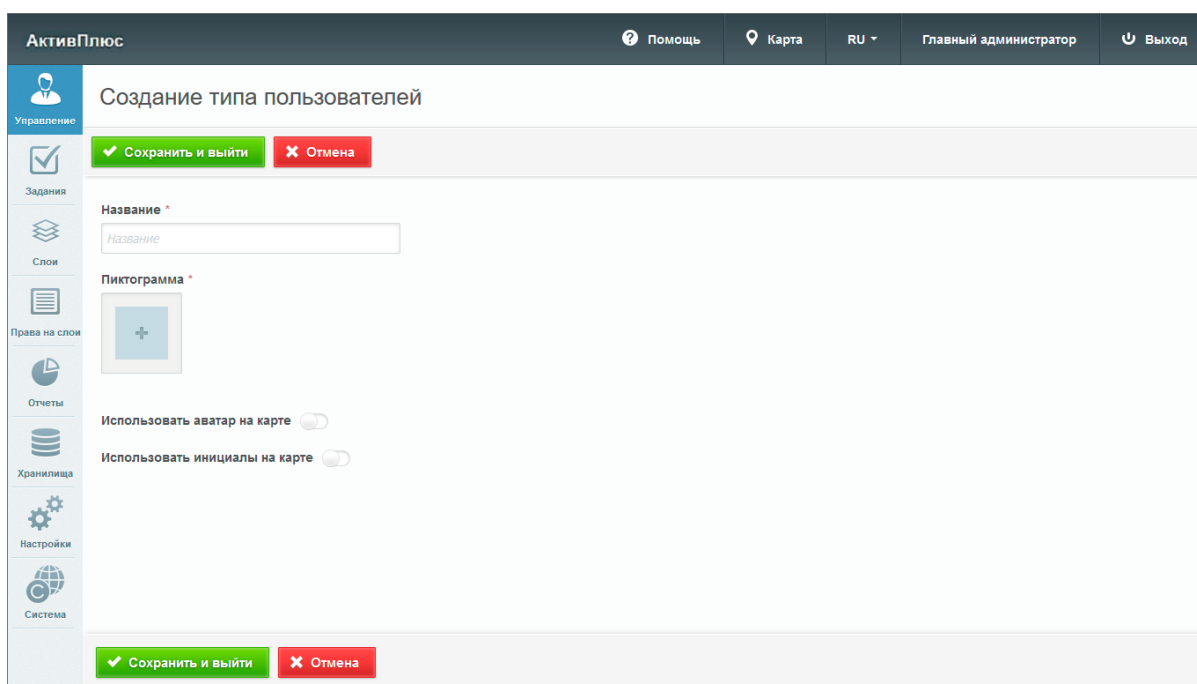 АктивПлюс
Помощь
Карта
RU
Главный администратор
Выход
Управление
Задания
Слои
Права на слои
Отчеты
Хранилища
Настройки
Система
Создание типа пользователей
Сохранить и выйти
Отмена
Название *
Название
Пиктограмма *
Использовать аватар на карте
Использовать инициалы на карте
Сохранить и выйти
Отмена